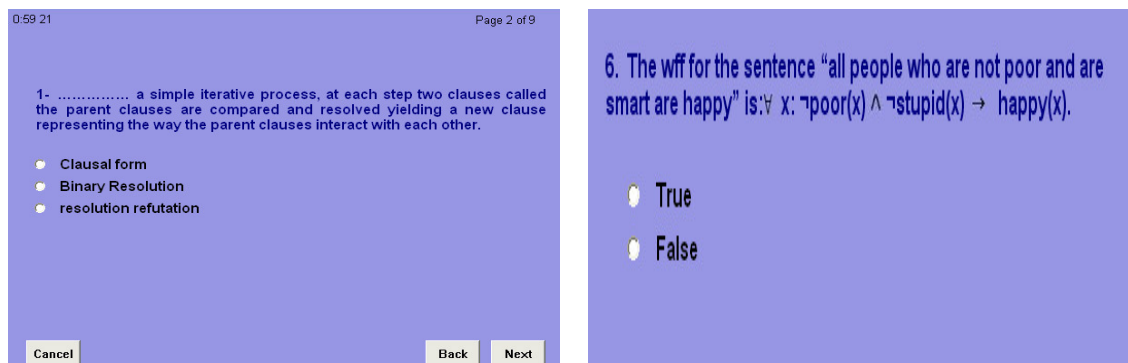 0:59 21
Page 2 of 9
1- .............. a simple iterative process, at each step two clauses called
the parent clauses are compared and resolved yielding a new clause
representing the way the parent clauses interact with each other.
Clausal form
Binary Resolution
resolution refutation
Cancel
Back
Next
6. The wff for the sentence “all people who are not poor and are
smart are happy” is:∀ x: ¬poor(x) ∧ ¬stupid(x) → happy(x).
True
False